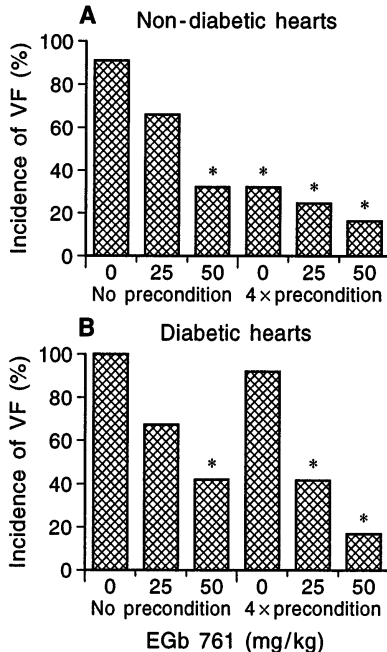 A Non-diabetic hearts
Incidence of VF (%)
100
80
60
40
20
0
* * * *
0 25 50 0 25 50
No precondition 4×precondition
B Diabetic hearts
Incidence of VF (%)
100
80
60
40
20
0
* * *
0 25 50 0 25 50
No precondition 4×precondition
EGb 761 (mg/kg)